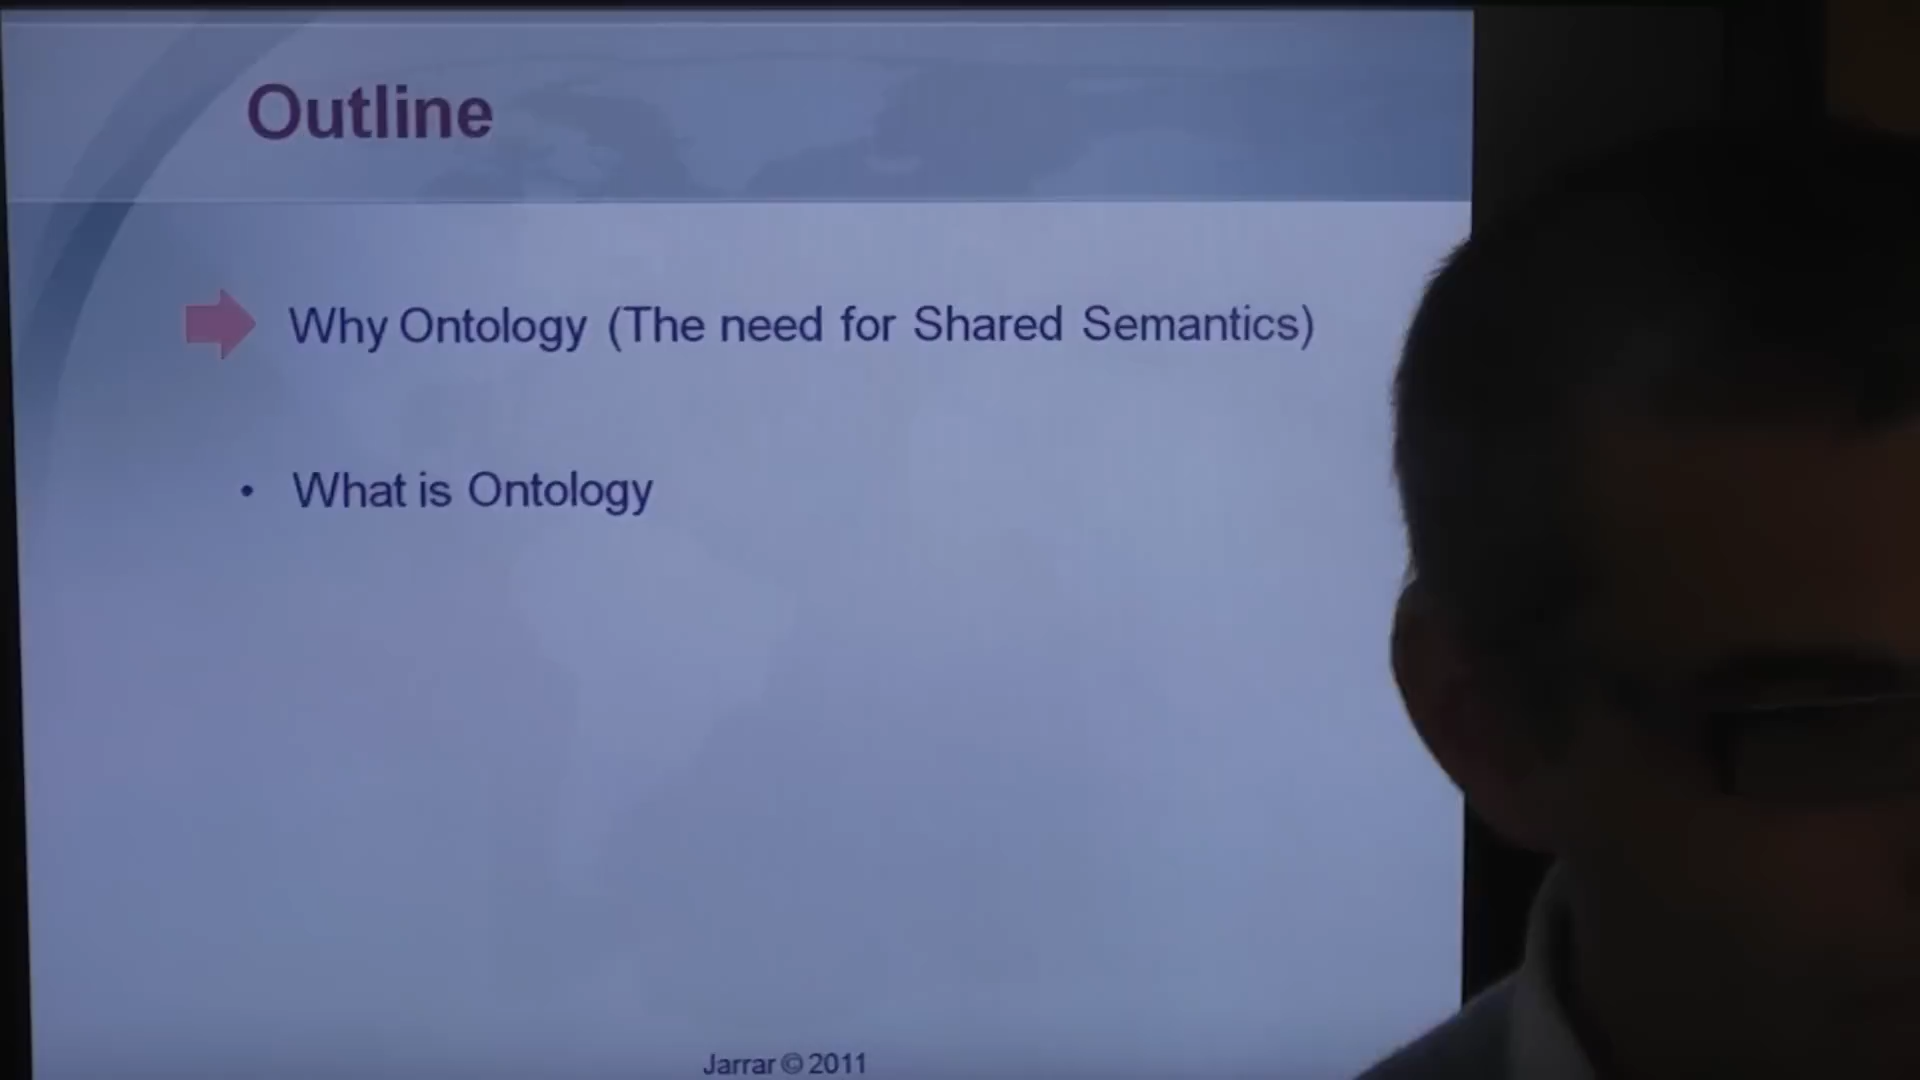 Outline
Why Ontology (The need for Shared Semantics)
• What is Ontology
Jarrar © 2011